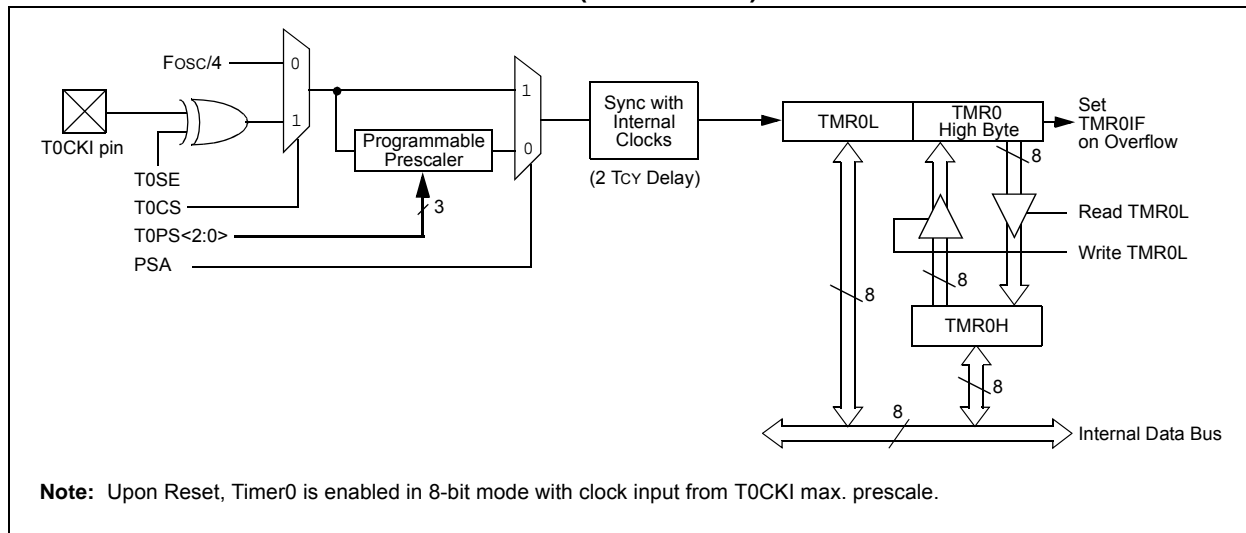 FOSC/4
0
1
T0CKI pin
T0SE
T0CS
T0PS<2:0>
PSA
Programmable
Prescaler
3
1
0
Sync with
Internal
Clocks
(2 TCY Delay)
TMR0L
TMR0
High Byte
Set
TMR0IF
on Overflow
8
Read TMR0L
Write TMR0L
8
8
TMR0H
8
8
Internal Data Bus
Note: Upon Reset, Timer0 is enabled in 8-bit mode with clock input from T0CKI max. prescale.